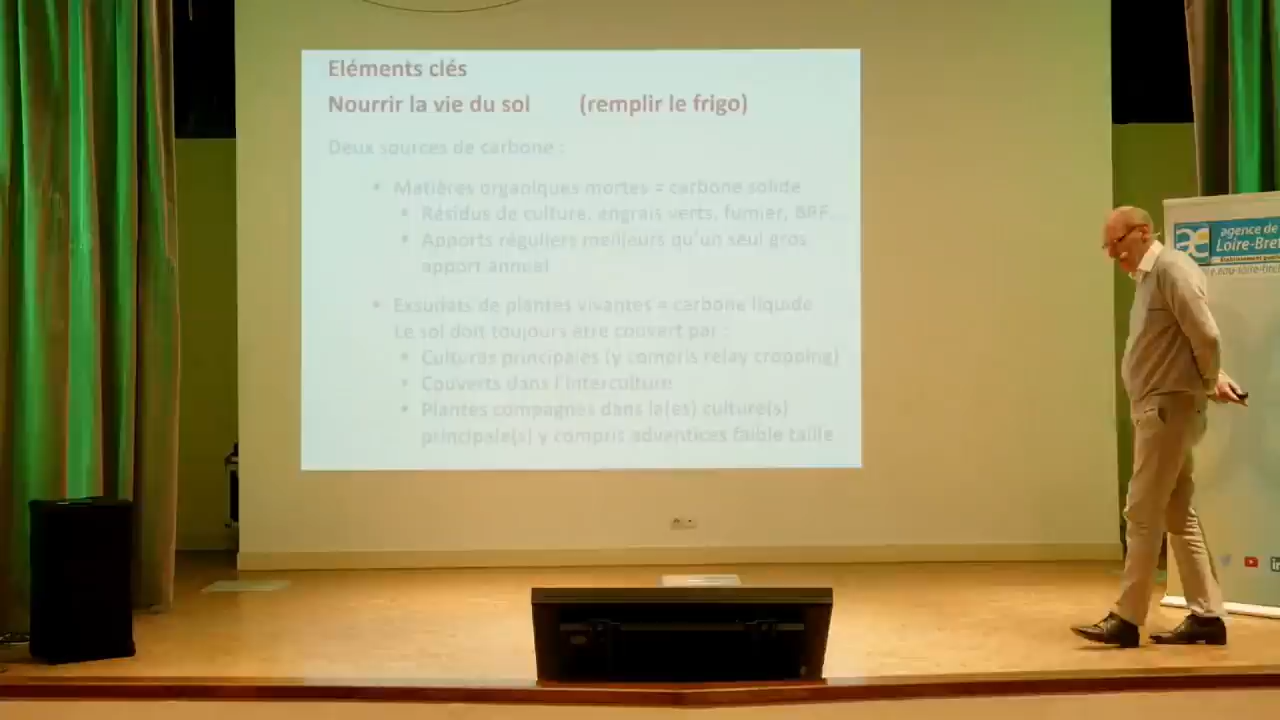 Eléments clés
Nourrir la vie du sol (remplir le frigo)
Deux sources de carbone :
• Matières organiques mortes = carbone solide
• Résidus de culture, engrais verts, fumier, BRF...
• Apports réguliers meilleurs qu'un seul gros
apport annuel
• Exsudats de plantes vivantes = carbone liquide
Le sol doit toujours être couvert par :
• Cultures principales (y compris relay cropping)
• Couverts dans l'interculture
• Plantes compagnes dans la(es) culture(s)
principale(s) y compris adventices faible taille
agence de
Loire-Bret